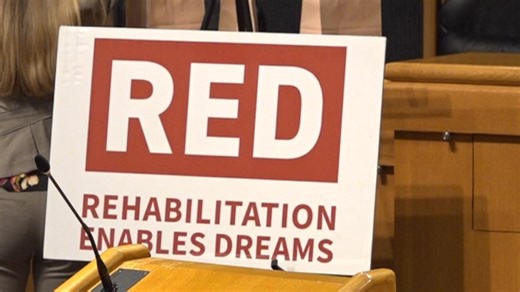 RED
REHABILITATION
ENABLES DREAMS